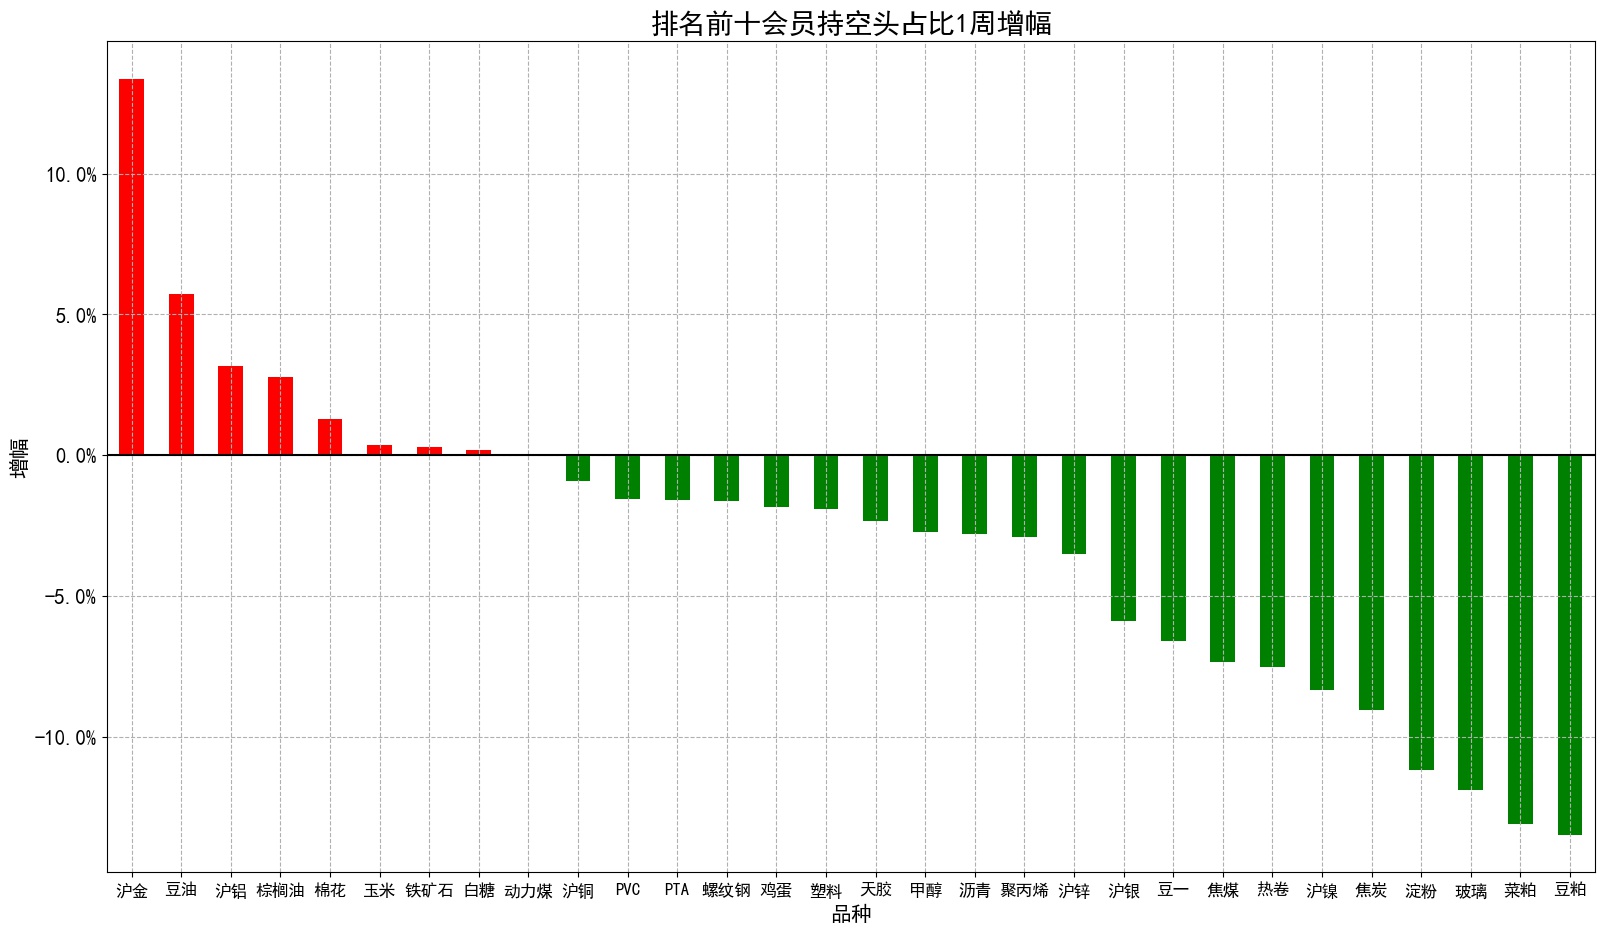 排名前十会员持空头占比1周增幅
10.0%
5.0%
0.0%
−5.0%
−10.0%
增幅
沪金 豆油 沪铝 棕榈油 棉花 玉米 铁矿石 白糖 动力煤 沪铜 PVC PTA 螺纹钢 鸡蛋 塑料 天胶 甲醇 沥青 聚丙烯 沪锌 沪银 豆一 焦煤 热卷 沪镍 焦炭 淀粉 玻璃 菜粕 豆粕
品种